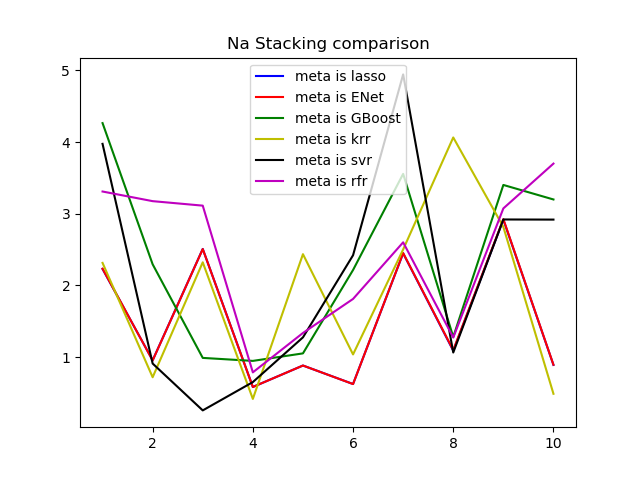 Na Stacking comparison
5
4
3
2
1
meta is lasso
meta is ENet
meta is GBoost
meta is krr
meta is svr
meta is rfr
2 4 6 8 10